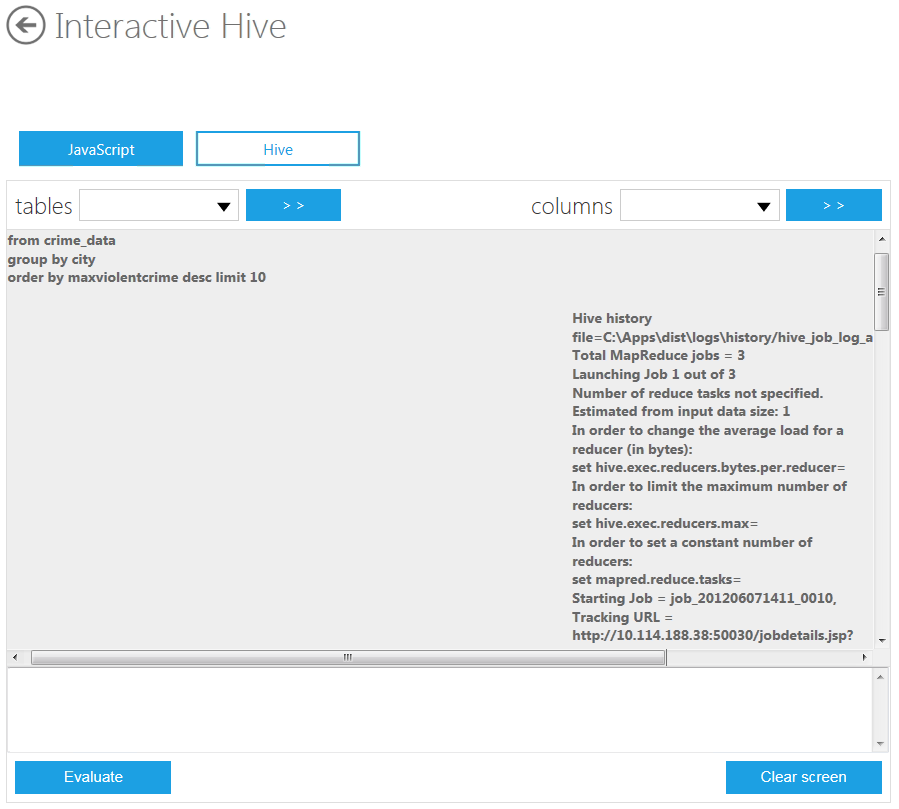 Interactive Hive
JavaScript
Hive
tables
> >
columns
> >
from crime_data
group by city
order by maxviolentcrime desc limit 10
Hive history
file=C:\Apps\dist\logs\history/hive_job_log_a
Total MapReduce jobs = 3
Launching Job 1 out of 3
Number of reduce tasks not specified.
Estimated from input data size: 1
In order to change the average load for a
reducer (in bytes):
set hive.exec.reducers.bytes.per.reducer=
In order to limit the maximum number of
reducers:
set hive.exec.reducers.max=
In order to set a constant number of
reducers:
set mapred.reduce.tasks=
Starting Job = job_201206071411_0010,
Tracking URL =
http://10.114.188.38:50030/jobdetails.jsp?
Evaluate
Clear screen